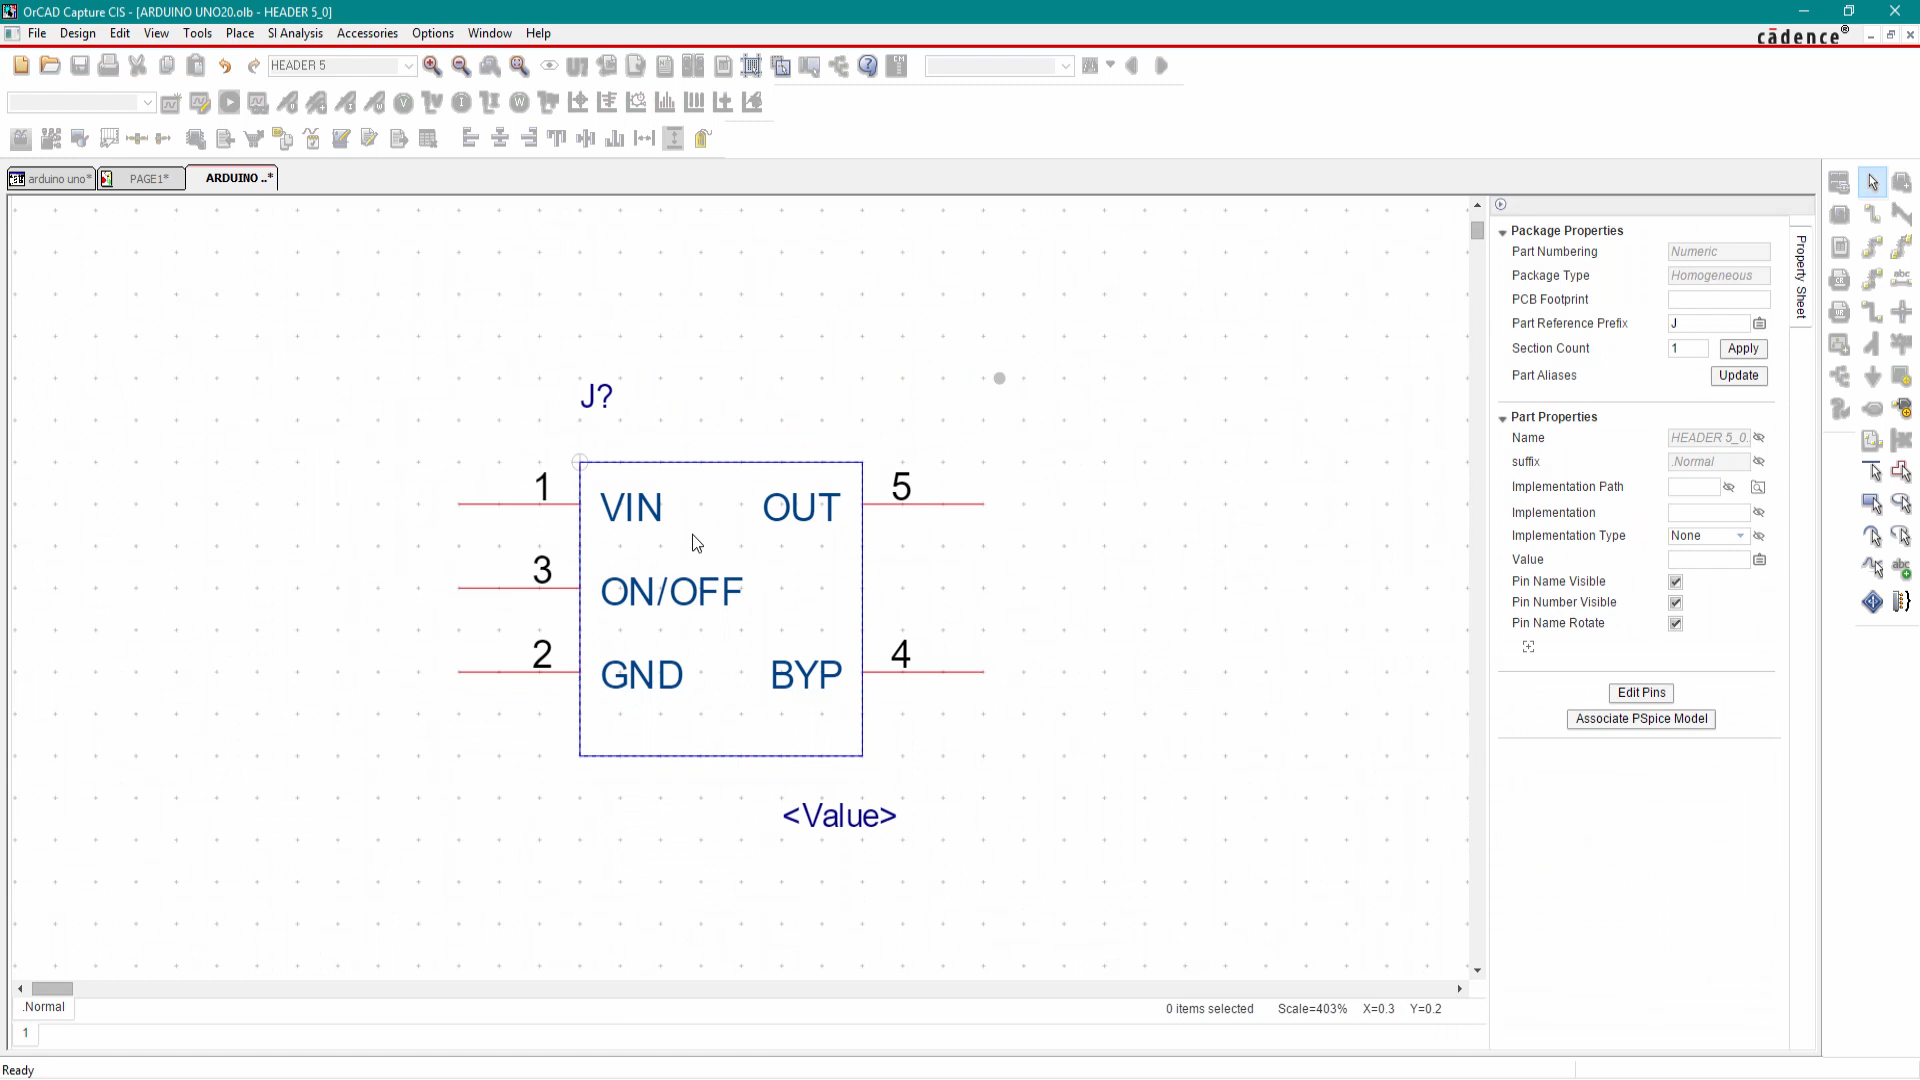 OrCAD Capture CIS - [ARDUINO UNO20.olb - HEADER 5_0]
File Design Edit View Tools Place SI Analysis Accessories Options Window Help
cādence®
HEADER 5
arduino uno* PAGE1* ARDUINO ..*
J?
1 VIN OUT 5
3 ON/OFF
2 GND BYP 4
<Value>
Package Properties
Part Numbering Numeric
Package Type Homogeneous
PCB Footprint
Part Reference Prefix J
Section Count 1 Apply
Part Aliases Update
Part Properties
Name HEADER 5_0.
suffix .Normal
Implementation Path
Implementation
Implementation Type None
Value
Pin Name Visible
Pin Number Visible
Pin Name Rotate
Edit Pins
Associate PSpice Model
Property Sheet
.Normal
0 items selected Scale=403% X=0.3 Y=0.2
1
Ready